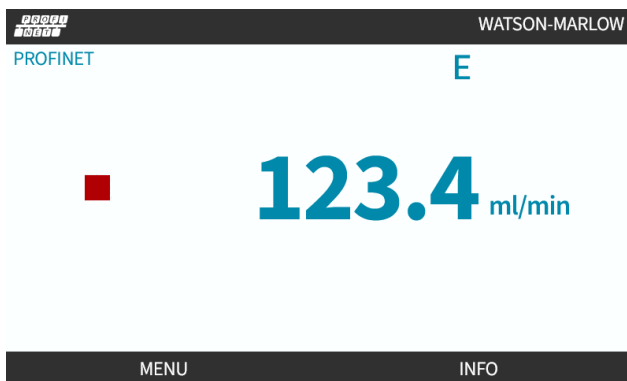 PROFI
NET
WATSON-MARLOW
PROFINET
E
123.4 ml/min
MENU
INFO